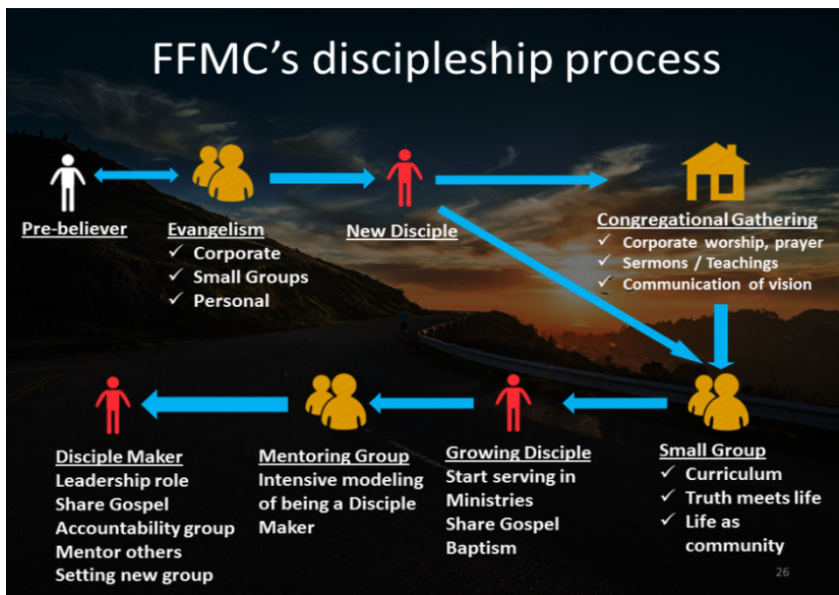 FFMC's discipleship process
Pre-believer
Evangelism
✓ Corporate
✓ Small Groups
✓ Personal
New Disciple
Congregational Gathering
✓ Corporate worship, prayer
✓ Sermons / Teachings
✓ Communication of vision
Small Group
✓ Curriculum
✓ Truth meets life
✓ Life as
community
Growing Disciple
Start serving in
Ministries
Share Gospel
Baptism
Mentoring Group
Intensive modeling
of being a Disciple
Maker
Disciple Maker
Leadership role
Share Gospel
Accountability group
Mentor others
Setting new group
26